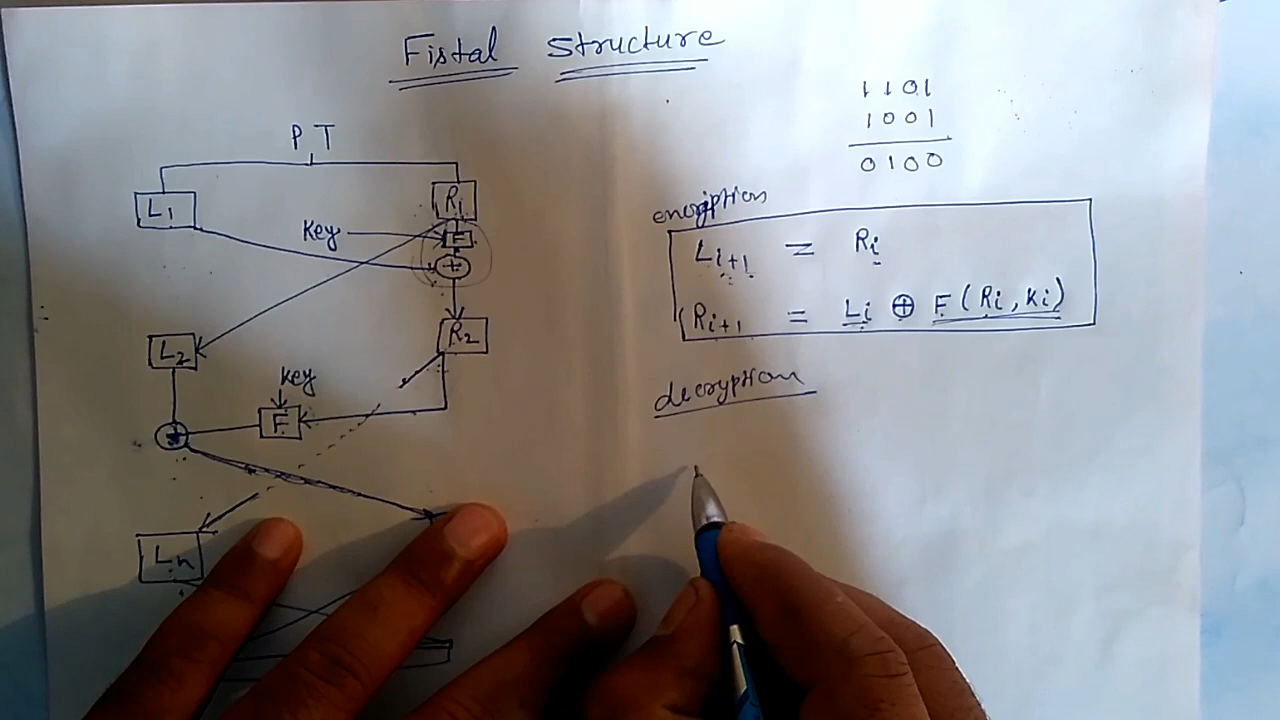 Fistal Structure
PT
L1 R1
Key F
+
L2 R2
key
F
Ln
1101
1001
0100
encription
Li+1 = Ri
Ri+1 = Li ⊕ F(Ri, Ki)
decryption